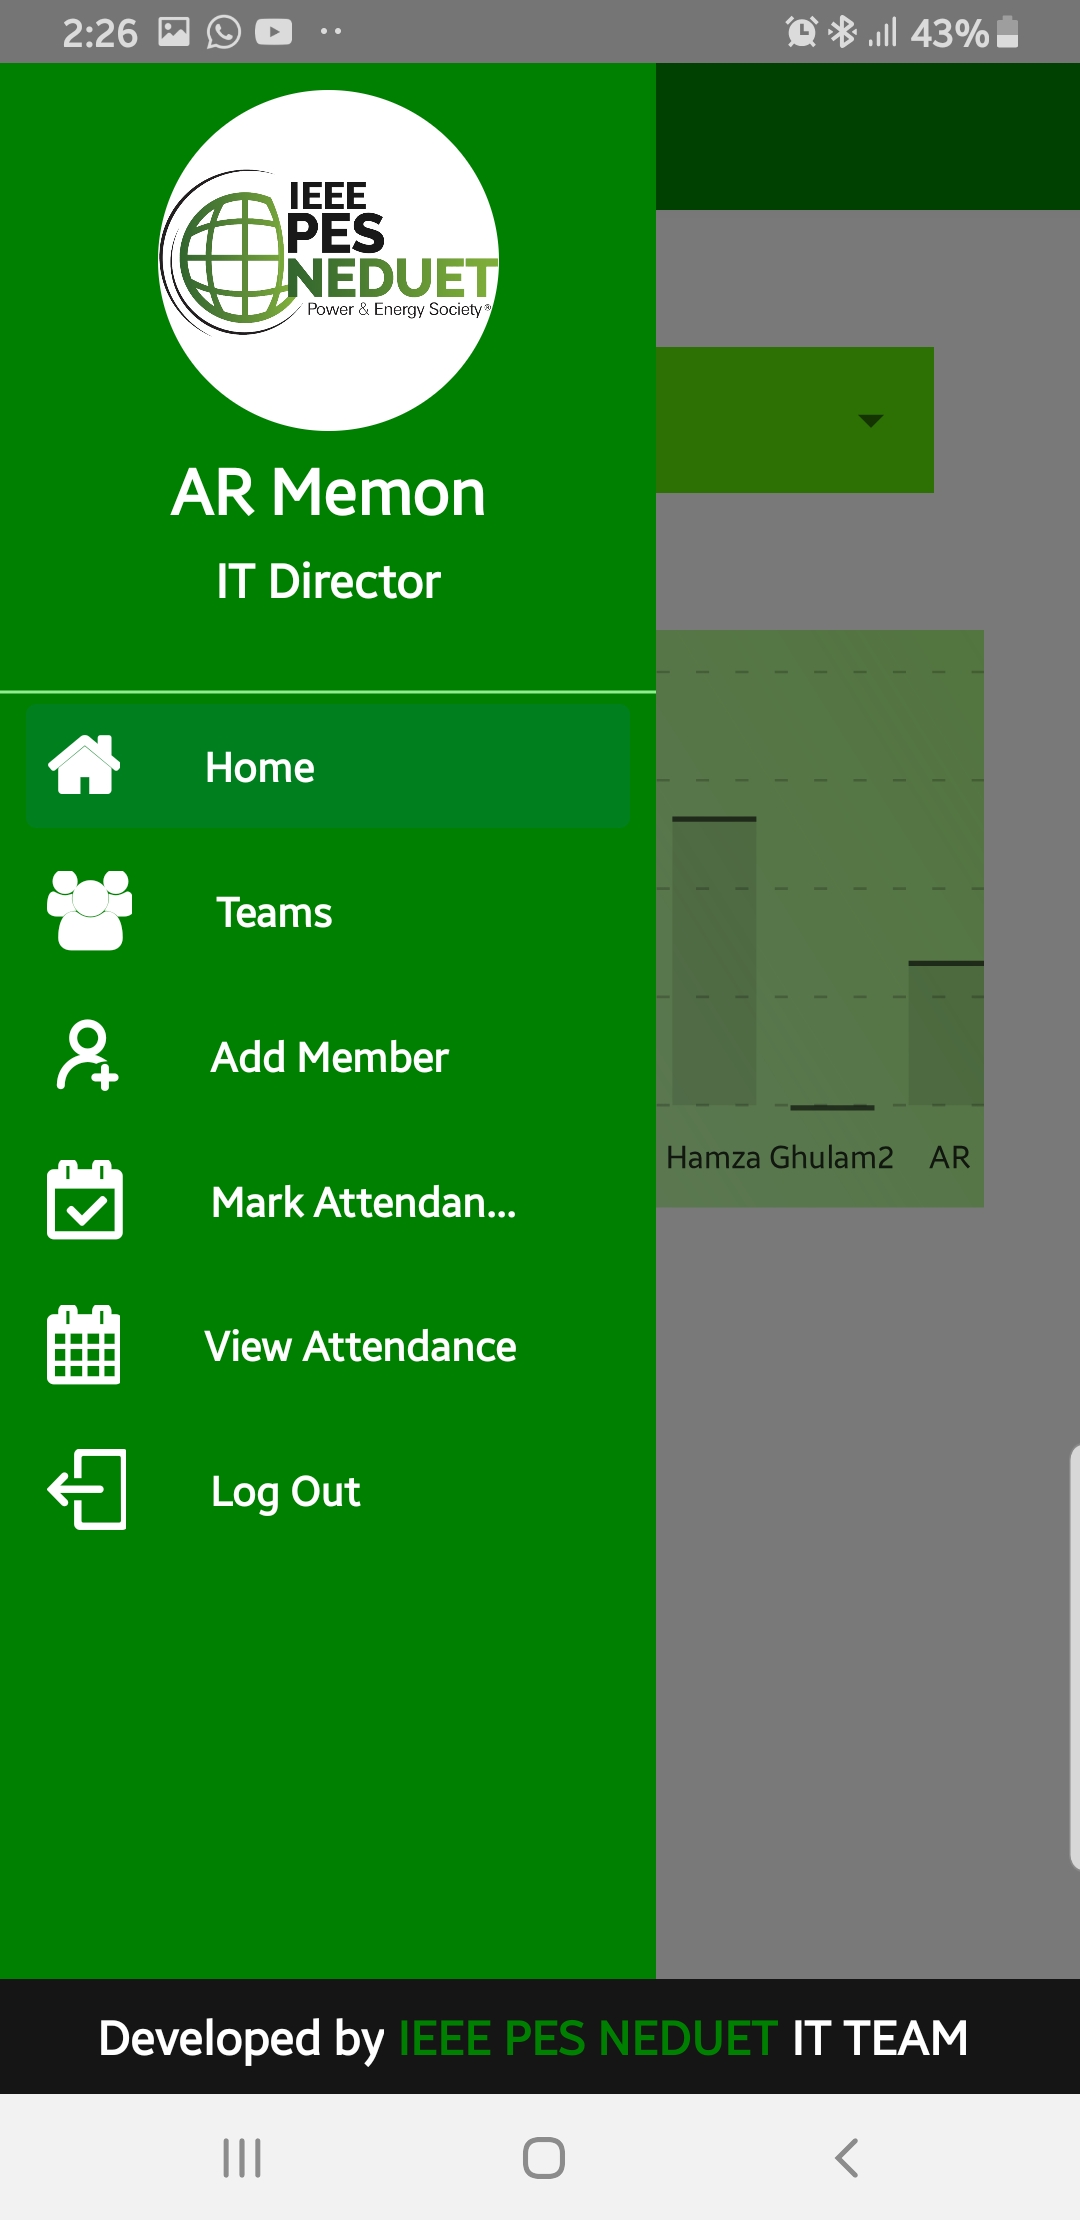 2:26
43%
IEEE
PES
NEDUET
Power & Energy Society®
AR Memon
IT Director
Home
Teams
Add Member
Mark Attendan...
View Attendance
Log Out
Hamza Ghulam2 AR
Developed by IEEE PES NEDUET IT TEAM